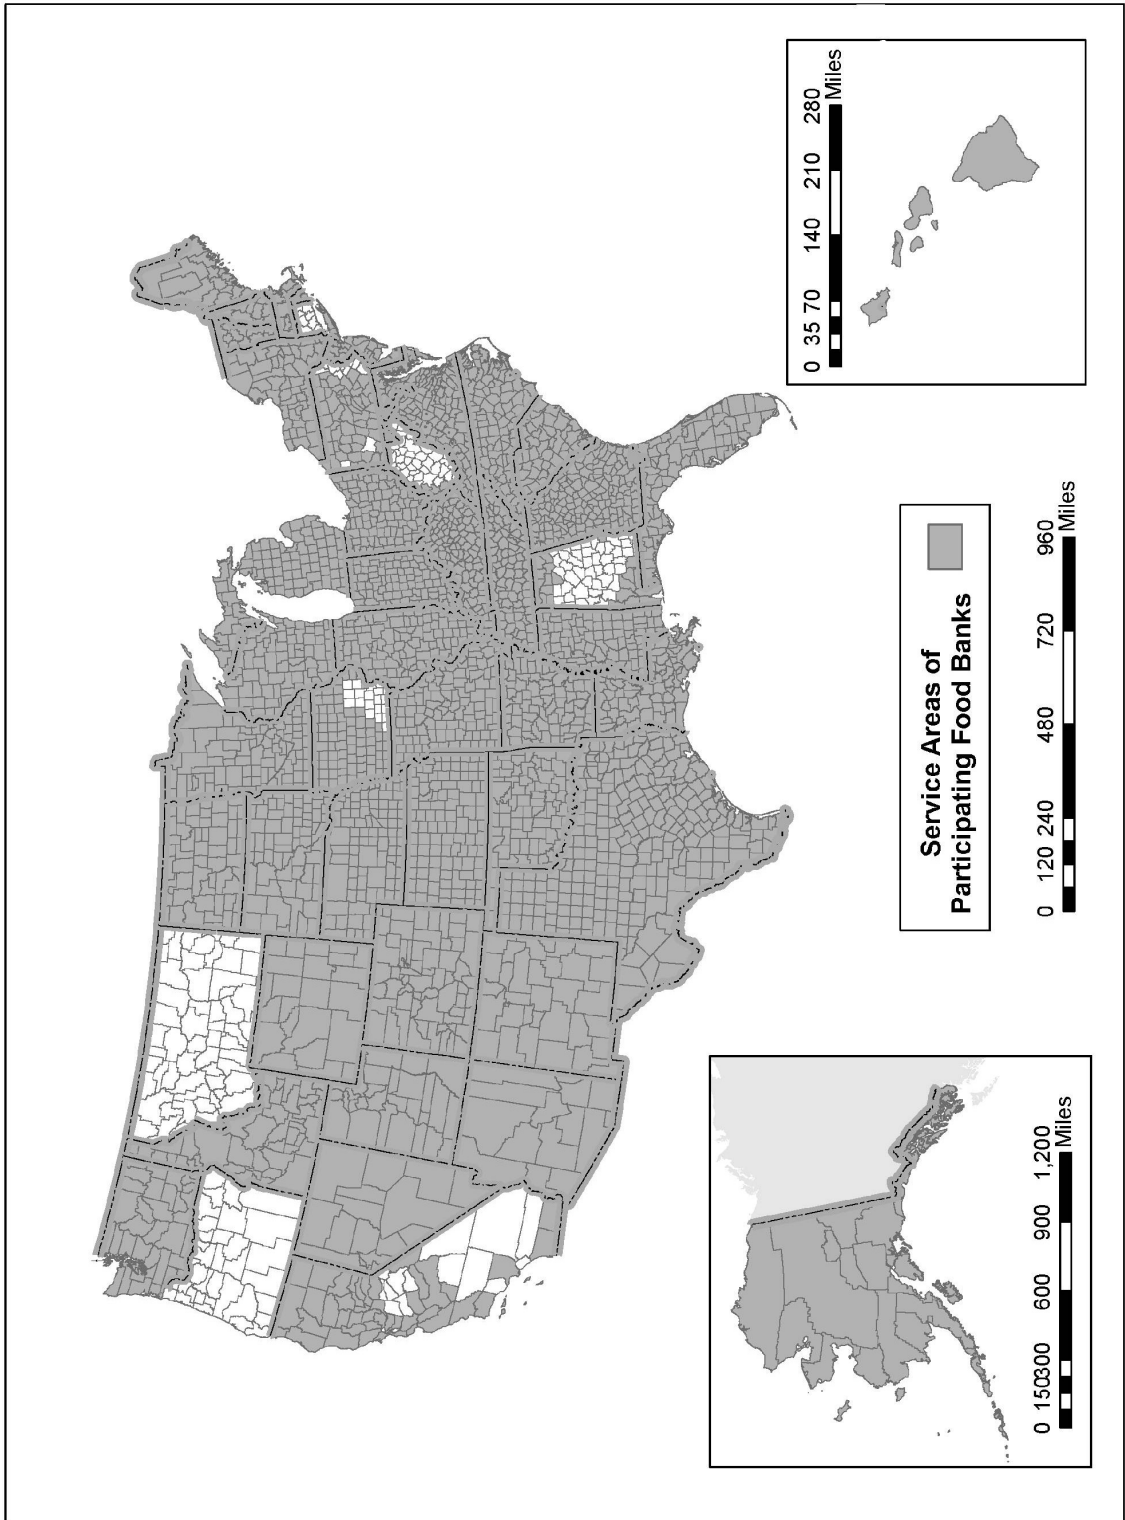 0 35 70 140 210 280
Miles
Service Areas of
Participating Food Banks
0 120 240 480 720 960
Miles
0 150300 600 900 1,200
Miles